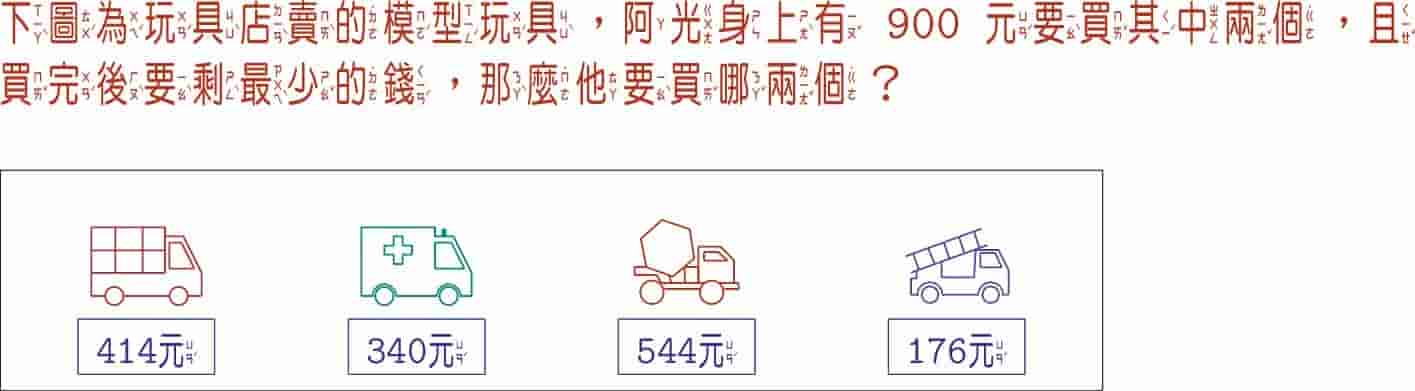 下圖為玩具店賣的模型玩具，阿光身上有 900 元要買其中兩個，且
買完後要剩最少的錢，那麼他要買哪兩個？
414元 340元 544元 176元